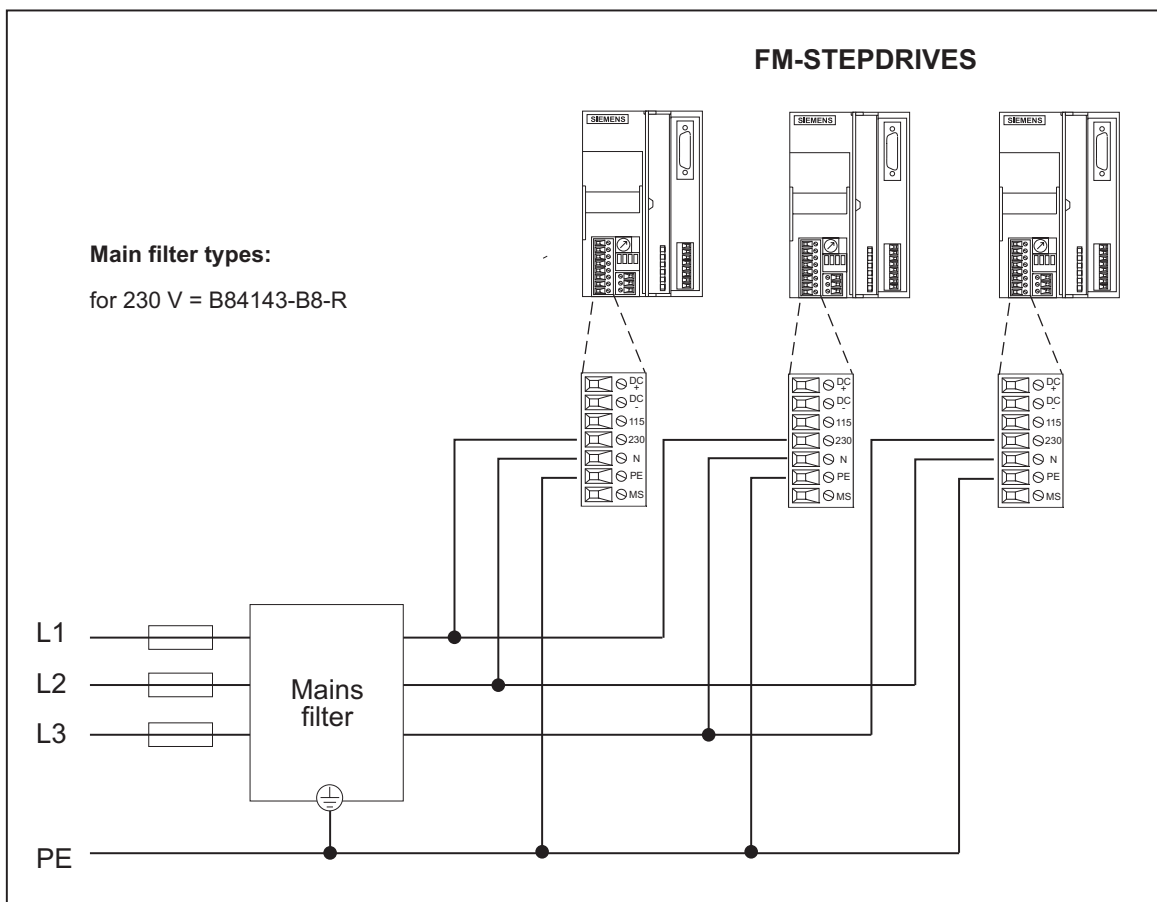 FM-STEPDRIVES
SIEMENS
SIEMENS
SIEMENS
Main filter types:
for 230 V = B84143-B8-R
DC
+
DC
-
115
230
N
PE
MS
DC
+
DC
-
115
230
N
PE
MS
DC
+
DC
-
115
230
N
PE
MS
L1
L2
L3
Mains
filter
PE